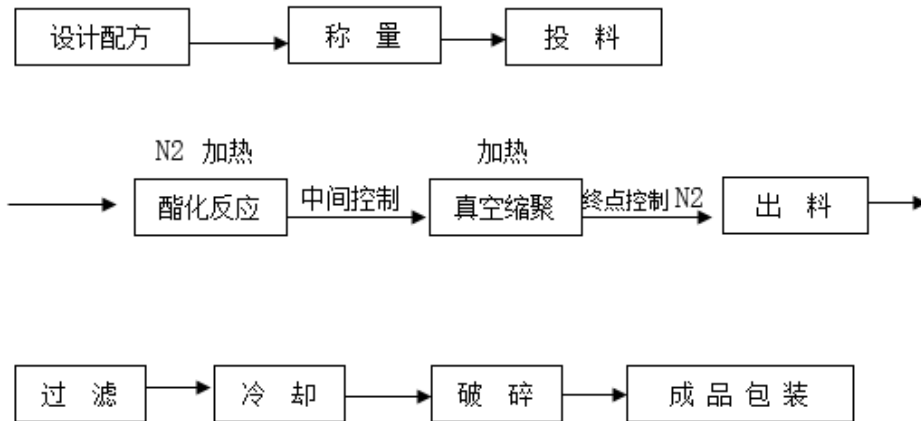 设计配方 称 量 投 料
N2 加热 加热
酯化反应 中间控制 真空缩聚 终点控制 N2 出 料
过 滤 冷 却 破 碎 成 品 包 装